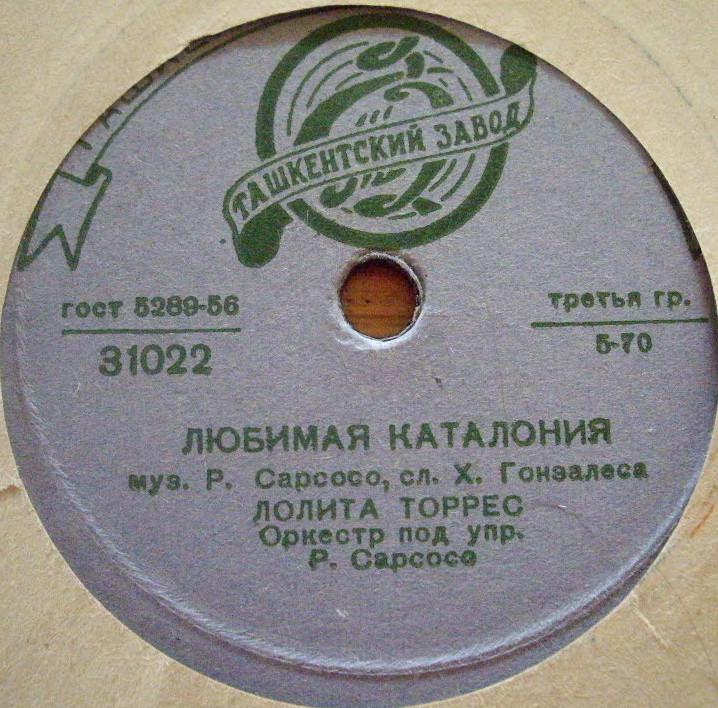 ТАШКЕНТСКИЙ ЗАВОД
гост 5289-56
31022
третья гр.
5-70
ЛЮБИМАЯ КАТАЛОНИЯ
муз. Р. Сарсосо, сл. Х. Гонзалеса
ЛОЛИТА ТОРРЕС
Оркестр под упр.
Р. Сарсосо